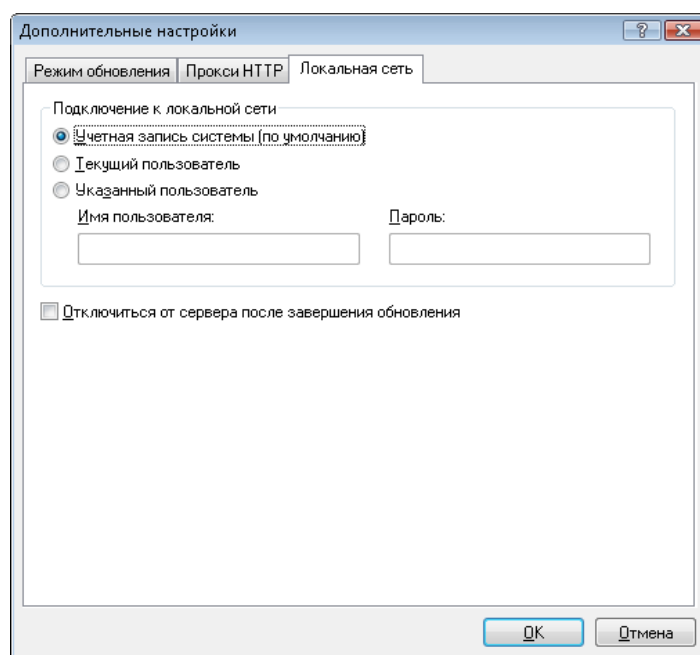 Дополнительные настройки
Режим обновления Прокси HTTP Локальная сеть
Подключение к локальной сети
Учетная запись системы (по умолчанию)
Текущий пользователь
Указанный пользователь
Имя пользователя: Пароль:
Отключиться от сервера после завершения обновления
OK Отмена